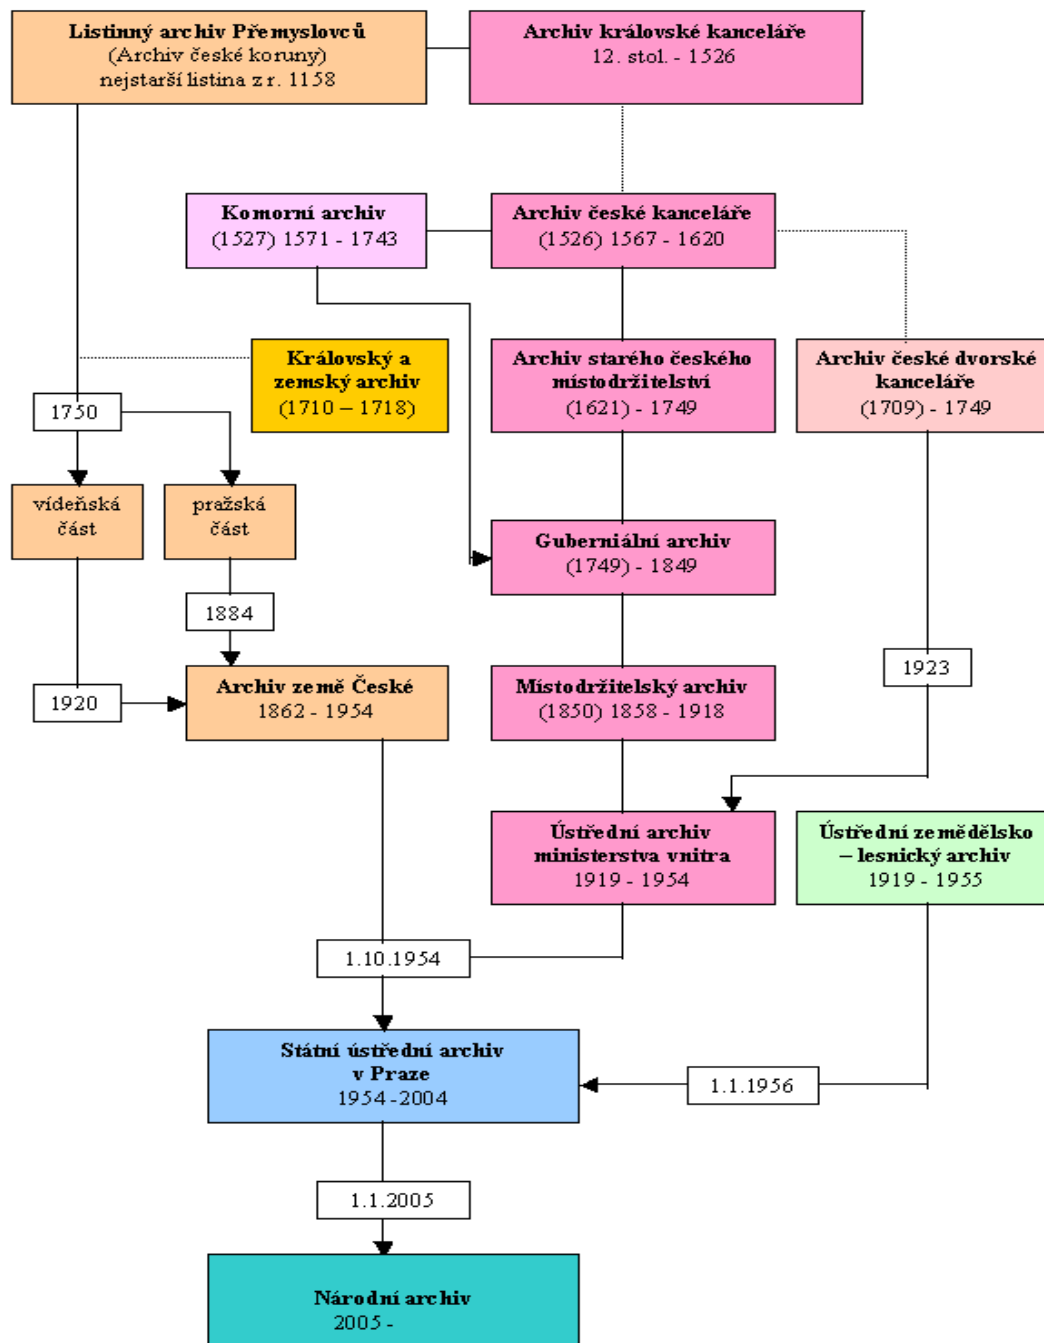 Listinný archiv Přemyslovců
(Archiv české koruny)
nejstarší listina z r. 1158
Archiv královské kanceláře
12. stol. - 1526
Komorní archiv
(1527) 1571 - 1743
Archiv české kanceláře
(1526) 1567 - 1620
Královský a
zemský archiv
(1710 – 1718)
Archiv starého českého
místodržitelství
(1621) - 1749
Archiv české dvorské
kanceláře
(1709) - 1749
1750
vídeňská
část
pražská
část
Guberniální archiv
(1749) - 1849
1884
1920
Archiv země České
1862 - 1954
Místodržitelský archiv
(1850) 1858 - 1918
1923
Ústřední archiv
ministerstva vnitra
1919 - 1954
Ústřední zemědělsko
– lesnický archiv
1919 - 1955
1.10.1954
Státní ústřední archiv
v Praze
1954 -2004
1.1.1956
1.1.2005
Národní archiv
2005 -